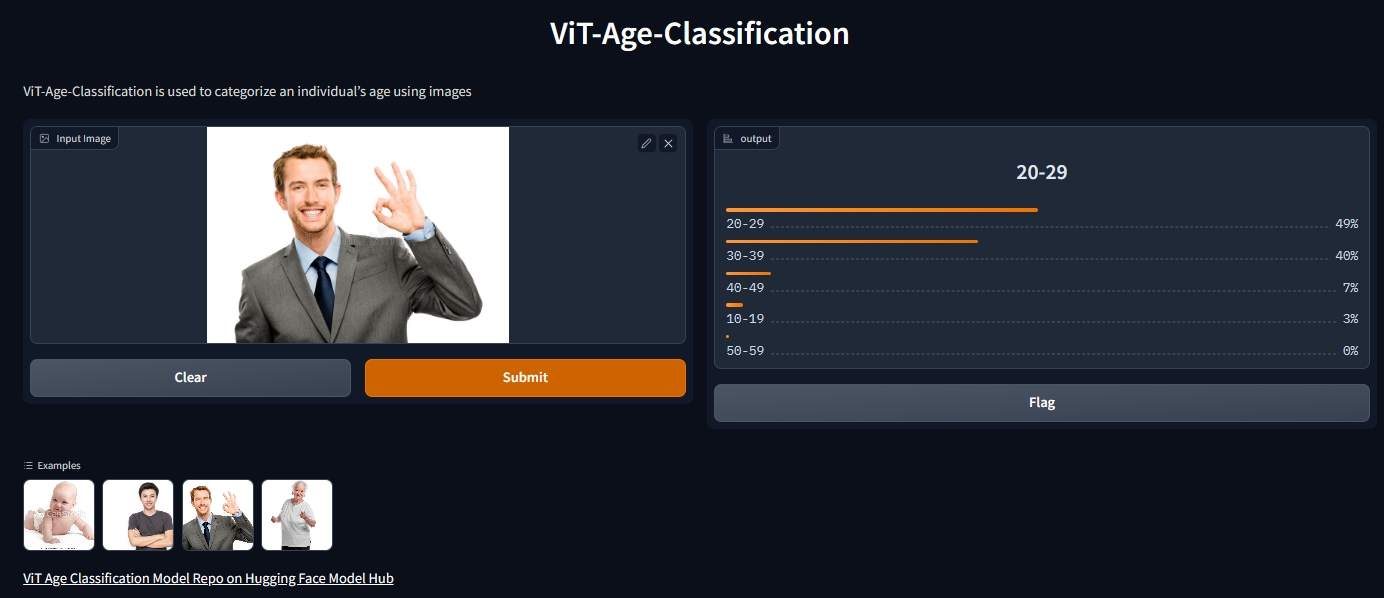 ViT-Age-Classification
ViT-Age-Classification is used to categorize an individual's age using images
Input Image
output
20-29
20-29 49%
30-39 40%
40-49 7%
10-19 3%
50-59 0%
Clear
Submit
Flag
Examples
ViT Age Classification Model Repo on Hugging Face Model Hub